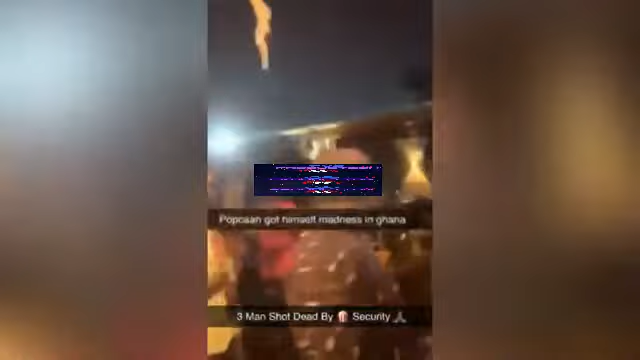 Popcaan got himself madness in ghana
3 Man Shot Dead By 🍿 Security 🙏🏿